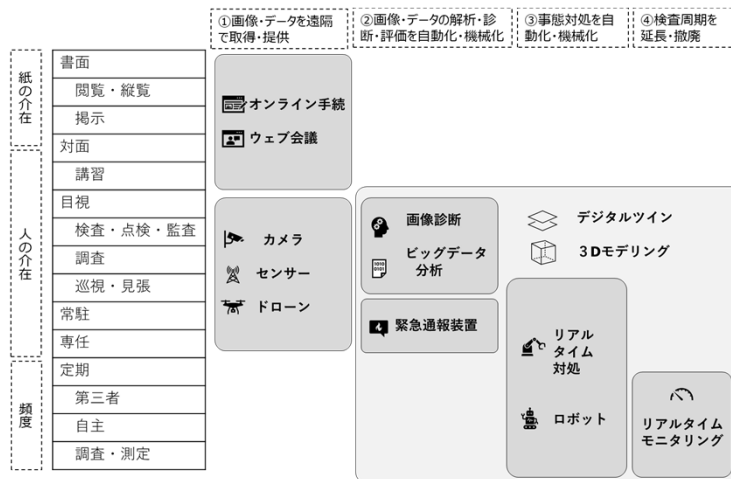 ①画像・データを遠隔
で取得・提供
②画像・データの解析・診
断・評価を自動化・機械化
③事態対処を自
動化・機械化
④検査周期を
延長・撤廃
紙の介在
書面
閲覧・縦覧
掲示
人の介在
対面
講習
目視
検査・点検・監査
調査
巡視・見張
常駐
専任
頻度
定期
第三者
自主
調査・測定
オンライン手続
ウェブ会議
カメラ
センサー
ドローン
画像診断
1010
0101
ビッグデータ
分析
緊急通報装置
デジタルツイン
3Dモデリング
リアル
タイム
対処
ロボット
リアルタイム
モニタリング